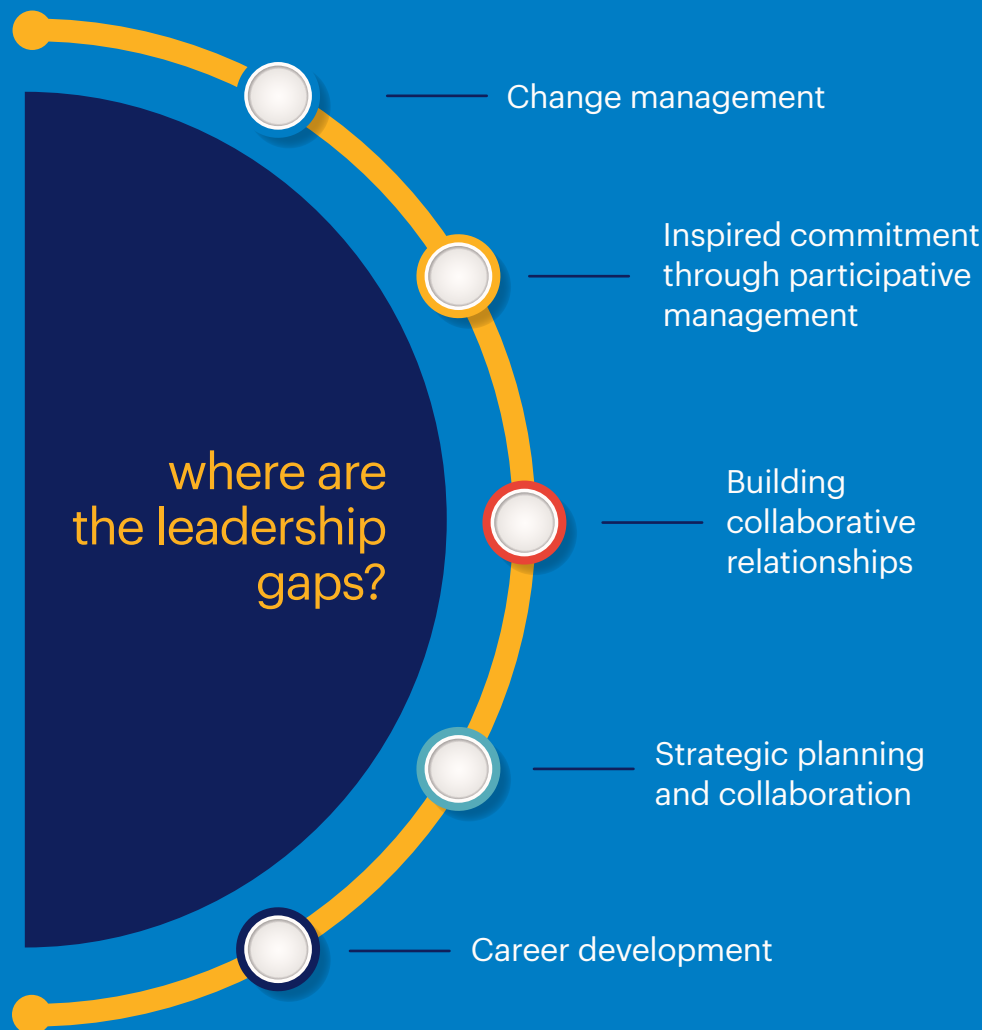 Change management
Inspired commitment
through participative
management
where are
the leadership
gaps?
Building
collaborative
relationships
Strategic planning
and collaboration
Career development